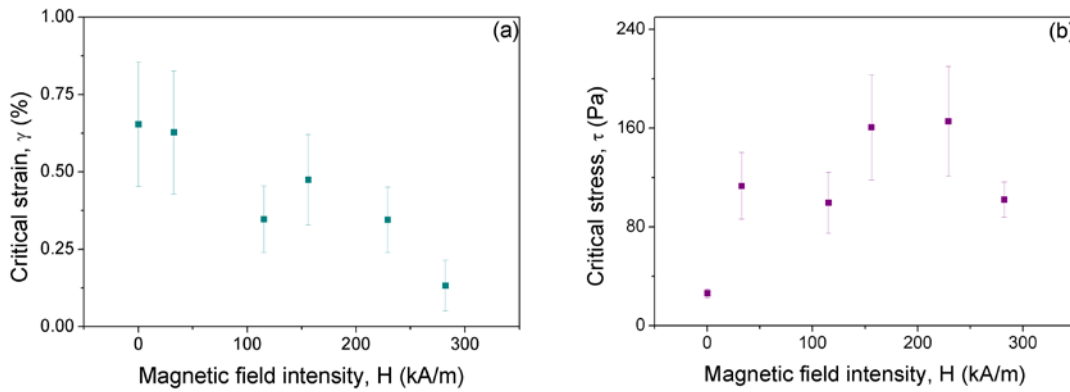 (a)
Critical strain, γ (%)
1.00
0.75
0.50
0.25
0.00
0 100 200 300
Magnetic field intensity, H (kA/m)
(b)
Critical stress, τ (Pa)
240
160
80
0
0 100 200 300
Magnetic field intensity, H (kA/m)